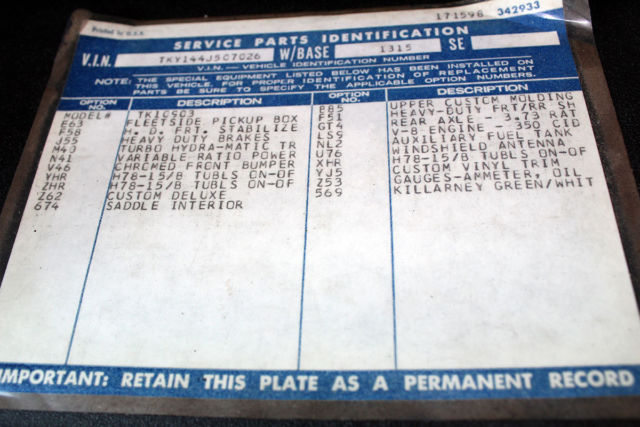 Printed in U.S.A.
171598 342933
SERVICE PARTS IDENTIFICATION
V.I.N. W/BASE 1315 SE
V.I.N. — VEHICLE IDENTIFICATION NUMBER
NOTE: THE SPECIAL EQUIPMENT LISTED BELOW HAS BEEN INSTALLED ON
THIS VEHICLE FOR PROPER IDENTIFICATION OF REPLACEMENT
PARTS BE SURE TO SPECIFY THE APPLICABLE OPTION NUMBERS.
OPTION NO. DESCRIPTION OPTION NO. DESCRIPTION
MODEL# P85 UPPER CUSTOM MOLDING
E63 FLEETSIDE PICKUP BOX F51 HEAVY-DUTY FRT/RR SH
F58 H. D. FRT. STABILIZE GT4 REAR AXLE --3.73 RAT
J55 HEAVY DUTY BRAKES LS9 V-8 ENGINE - 350 CID
M49 TURBO HYDRA-MATIC TR NL2 AUXILIARY FUEL TANK
N41 VARIABLE RATIO POWER U76 WINDSHIELD ANTENNA
V46 CHROMED FRONT BUMPER XHR H78-15/B TUBLS ON-OF
YHR H78-15/B TUBLS ON-OF YJ5 CUSTOM VINYL TRIM
ZHR H78-15/B TUBLS ON-OF Z53 GAUGES-AMMETER, OIL
Z62 CUSTOM DELUXE 569 KILLARNEY GREEN/WHIT
674 SADDLE INTERIOR
IMPORTANT: RETAIN THIS PLATE AS A PERMANENT RECORD